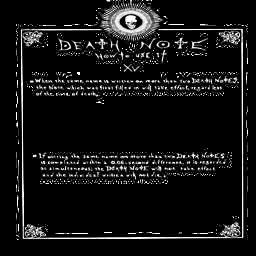 DEATH NOTE
How to use it
XV
• When the same name is written on more than two DEATH NOTES,
the Note which was first filled in will take effect, regardless
of the time of death.
• If writing the same name on more than two DEATH NOTES
is completed within a 0.06-second difference, it is regarded
as simultaneous; the DEATH NOTE will not take effect
and the individual written will not die.